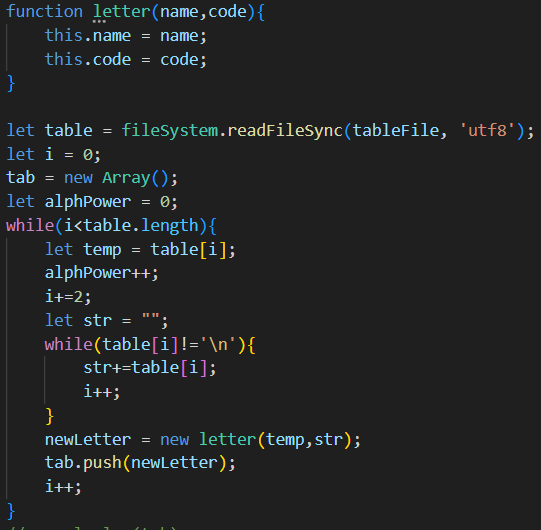 function letter(name,code){
    this.name = name;
    this.code = code;
}

let table = fileSystem.readFileSync(tableFile, 'utf8');
let i = 0;
tab = new Array();
let alphPower = 0;
while(i<table.length){
    let temp = table[i];
    alphPower++;
    i+=2;
    let str = "";
    while(table[i]!='\n'){
        str+=table[i];
        i++;
    }
    newLetter = new letter(temp,str);
    tab.push(newLetter);
    i++;
}